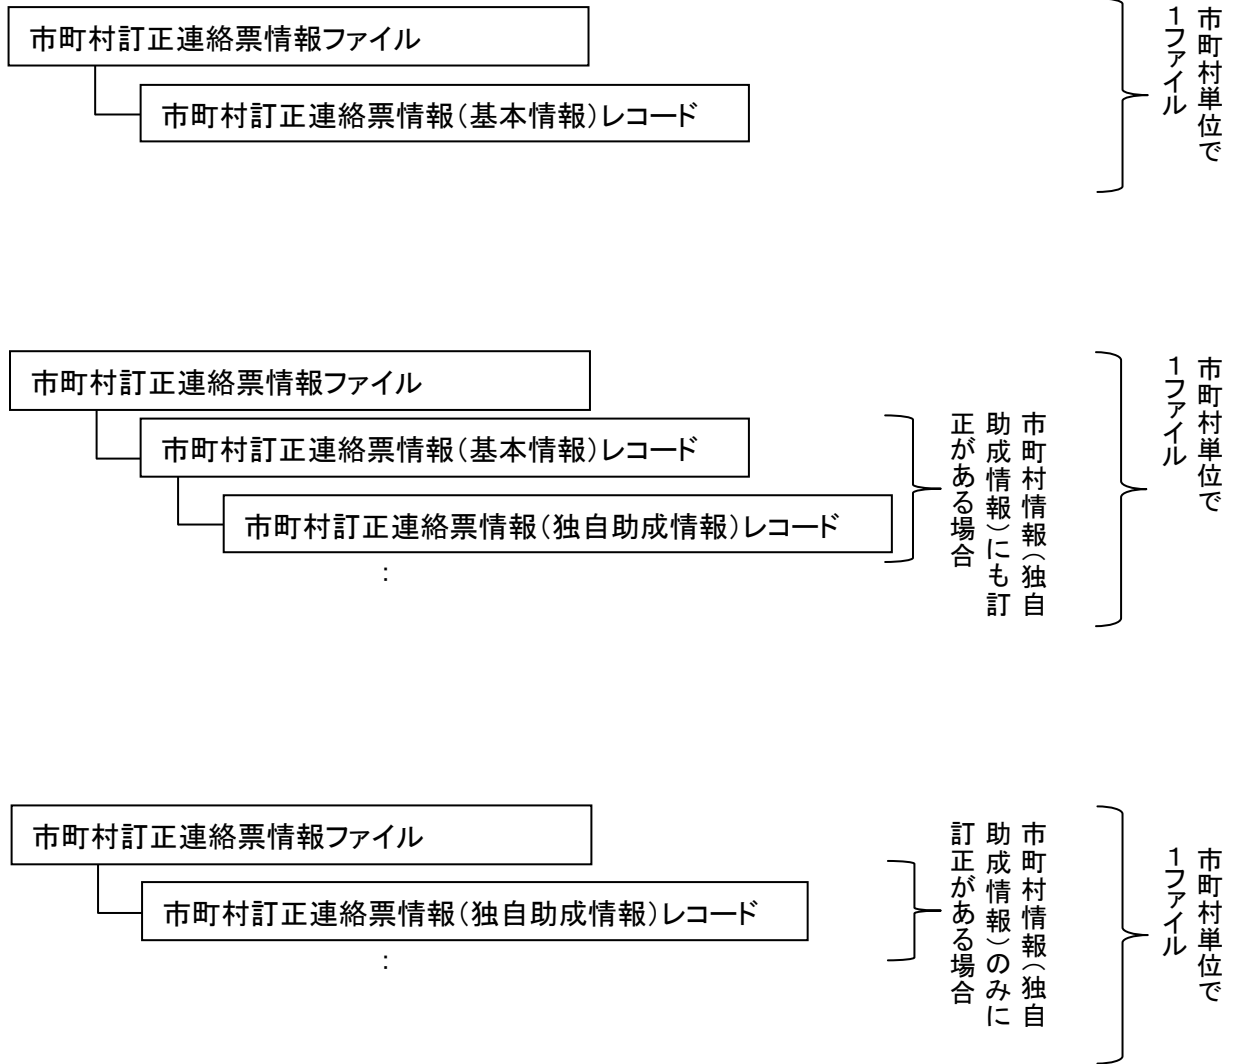 市町村訂正連絡票情報ファイル
市町村訂正連絡票情報（基本情報）レコード
市町村単位で
１ファイル
市町村訂正連絡票情報ファイル
市町村訂正連絡票情報（基本情報）レコード
市町村訂正連絡票情報（独自助成情報）レコード
：
市町村情報（独自
助成情報）にも訂
正がある場合
市町村単位で
１ファイル
市町村訂正連絡票情報ファイル
市町村訂正連絡票情報（独自助成情報）レコード
：
市町村情報（独自
助成情報）のみに
訂正がある場合
市町村単位で
１ファイル